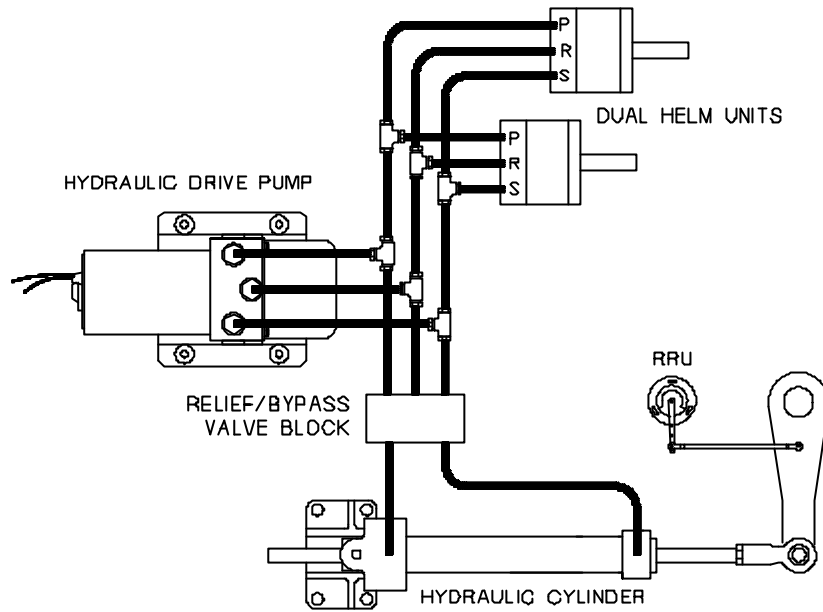 P
R
S
DUAL HELM UNITS
P
R
S
HYDRAULIC DRIVE PUMP
RRU
RELIEF/BYPASS
VALVE BLOCK
HYDRAULIC CYLINDER